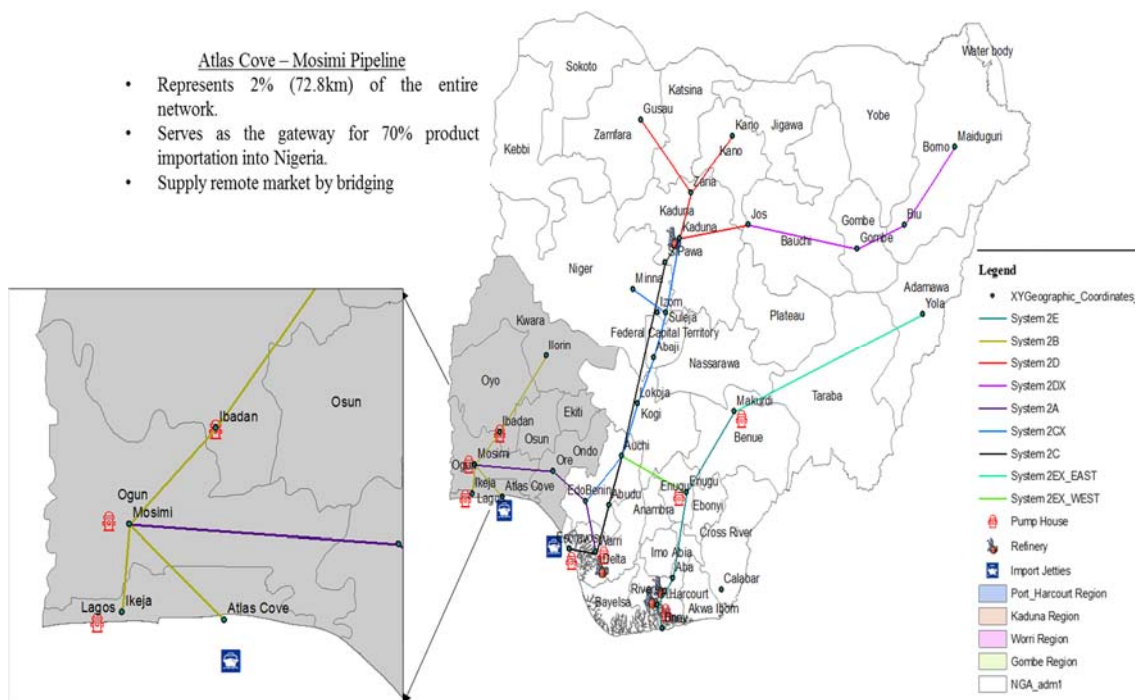 Atlas Cove – Mosimi Pipeline
• Represents 2% (72.8km) of the entire
network.
• Serves as the gateway for 70% product
importation into Nigeria.
• Supply remote market by bridging
Water body
Sokoto
Katsina
Gusau
Kano
Jigawa
Yobe
Maiduguri
Zamfara
Kano
Borno
Kebbi
Zaria
Kaduna
Kaduna
Jos
Gombe
Biu
Bauchi
Gombe
Niger
Minna
Izom
Suleja
Adamawa
Yola
Plateau
Federal Capital Territory
Abaji
Nassarawa
Kwara
Ilorin
Oyo
Lokoja
Kogi
Makurdi
Taraba
Benue
Ekiti
Ibadan
Osun
Ondo
Auchi
Mosimi
Ore
Ikeja
Atlas Cove
Lagos
Edo
Benin
Abudu
Enugu
Enugu
Anambra
Ebonyi
Cross River
Warri
Delta
Imo
Abia
Aba
Calabar
Bayelsa
Rivers
P.Harcourt
Akwa Ibom
Bonny
Ibadan
Osun
Ogun
Mosimi
Lagos
Ikeja
Atlas Cove
Legend
XYGeographic_Coordinates_
System 2E
System 2B
System 2D
System 2DX
System 2A
System 2CX
System 2C
System 2EX_EAST
System 2EX_WEST
Pump House
Refinery
Import Jetties
Port_Harcourt Region
Kaduna Region
Worri Region
Gombe Region
NGA_adm1